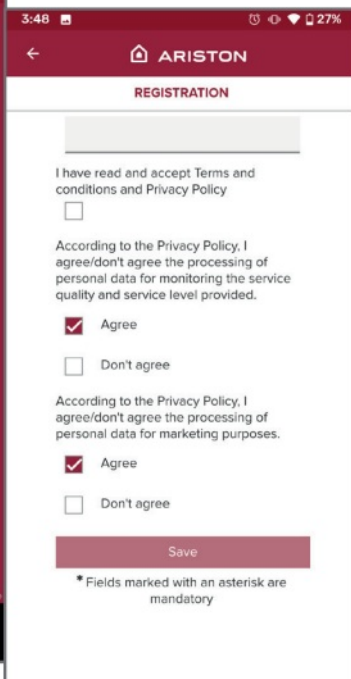 3:48 27%
ARISTON
REGISTRATION
I have read and accept Terms and
conditions and Privacy Policy
According to the Privacy Policy, I
agree/don't agree the processing of
personal data for monitoring the service
quality and service level provided.
Agree
Don't agree
According to the Privacy Policy, I
agree/don't agree the processing of
personal data for marketing purposes.
Agree
Don't agree
Save
* Fields marked with an asterisk are
mandatory